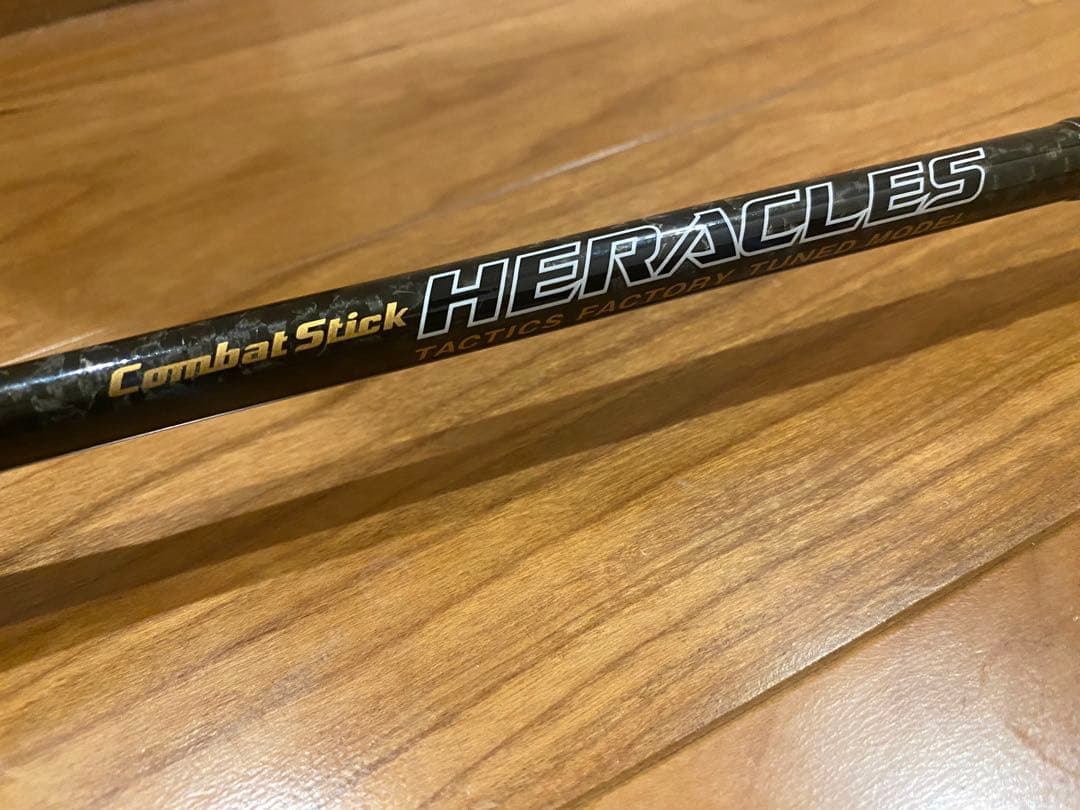 Combat Stick HERACLES
TACTICS FACTORY TUNED MODEL